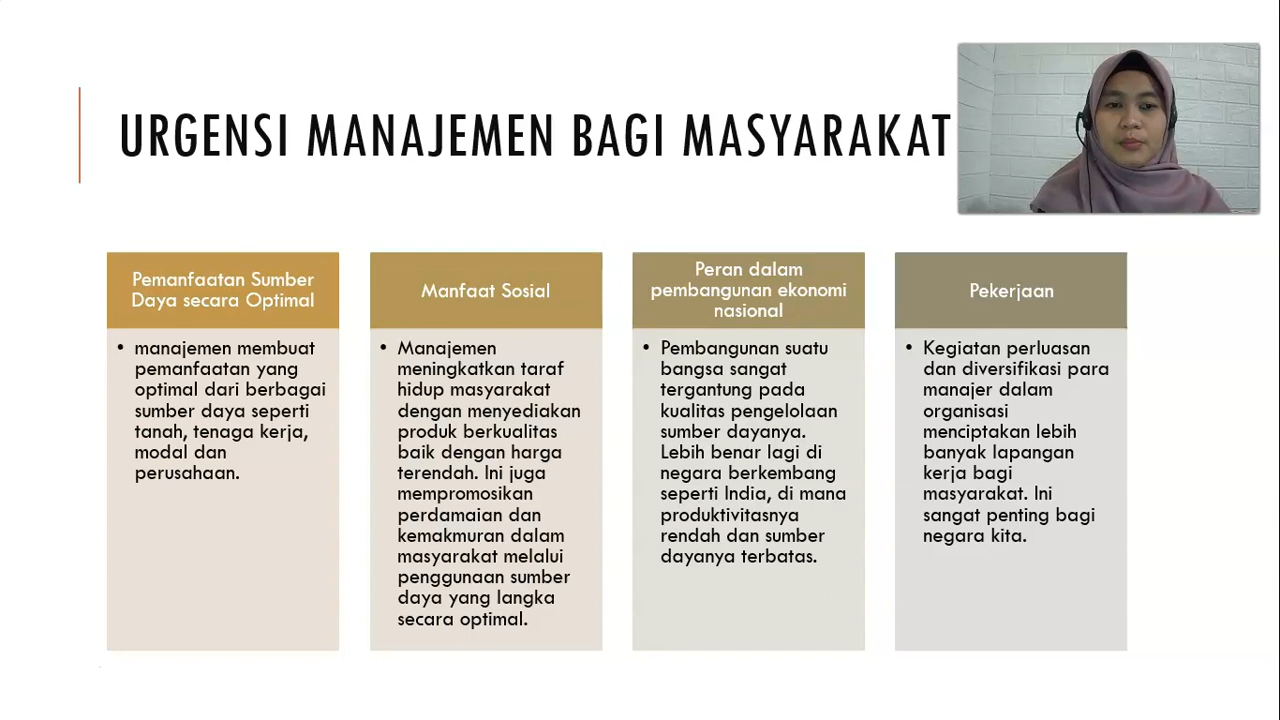 URGENSI MANAJEMEN BAGI MASYARAKAT
Pemanfaatan Sumber
Daya secara Optimal
• manajemen membuat
pemanfaatan yang
optimal dari berbagai
sumber daya seperti
tanah, tenaga kerja,
modal dan
perusahaan.
Manfaat Sosial
• Manajemen
meningkatkan taraf
hidup masyarakat
dengan menyediakan
produk berkualitas
baik dengan harga
terendah. Ini juga
mempromosikan
perdamaian dan
kemakmuran dalam
masyarakat melalui
penggunaan sumber
daya yang langka
secara optimal.
Peran dalam
pembangunan ekonomi
nasional
• Pembangunan suatu
bangsa sangat
tergantung pada
kualitas pengelolaan
sumber dayanya.
Lebih benar lagi di
negara berkembang
seperti India, di mana
produktivitasnya
rendah dan sumber
dayanya terbatas.
Pekerjaan
• Kegiatan perluasan
dan diversifikasi para
manajer dalam
organisasi
menciptakan lebih
banyak lapangan
kerja bagi
masyarakat. Ini
sangat penting bagi
negara kita.